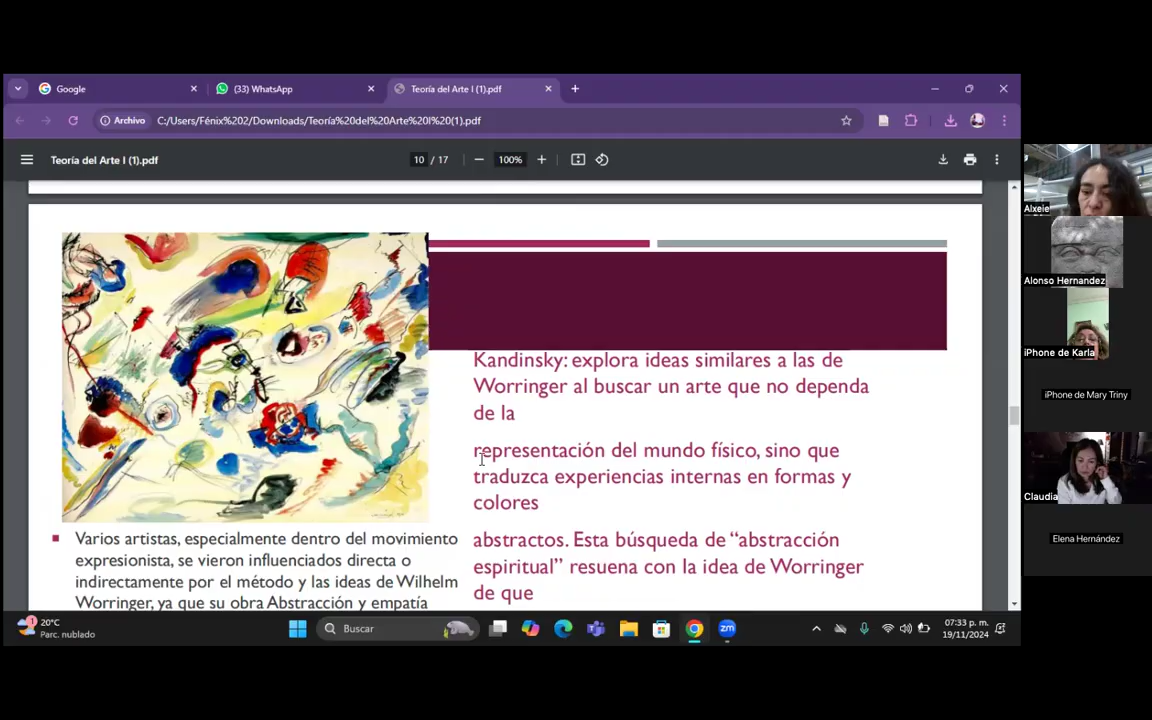 Google
(33) WhatsApp
Teoría del Arte I (1).pdf
Archivo
C:/Users/Fénix%202/Downloads/Teoría%20del%20Arte%20I%20(1).pdf
Teoría del Arte I (1).pdf
10 / 17
100%
Kandinsky: explora ideas similares a las de
Worringer al buscar un arte que no dependa
de la
representación del mundo físico, sino que
traduzca experiencias internas en formas y
colores
abstractos. Esta búsqueda de “abstracción
espiritual” resuena con la idea de Worringer
de que
Varios artistas, especialmente dentro del movimiento
expresionista, se vieron influenciados directa o
indirectamente por el método y las ideas de Wilhelm
Worringer, ya que su obra Abstracción y empatía
Alxeie
Alonso Hernandez
iPhone de Karla
iPhone de Mary Triny
Claudia
Elena Hernández
1
20°C
Parc. nublado
Buscar
zm
07:33 p. m.
19/11/2024